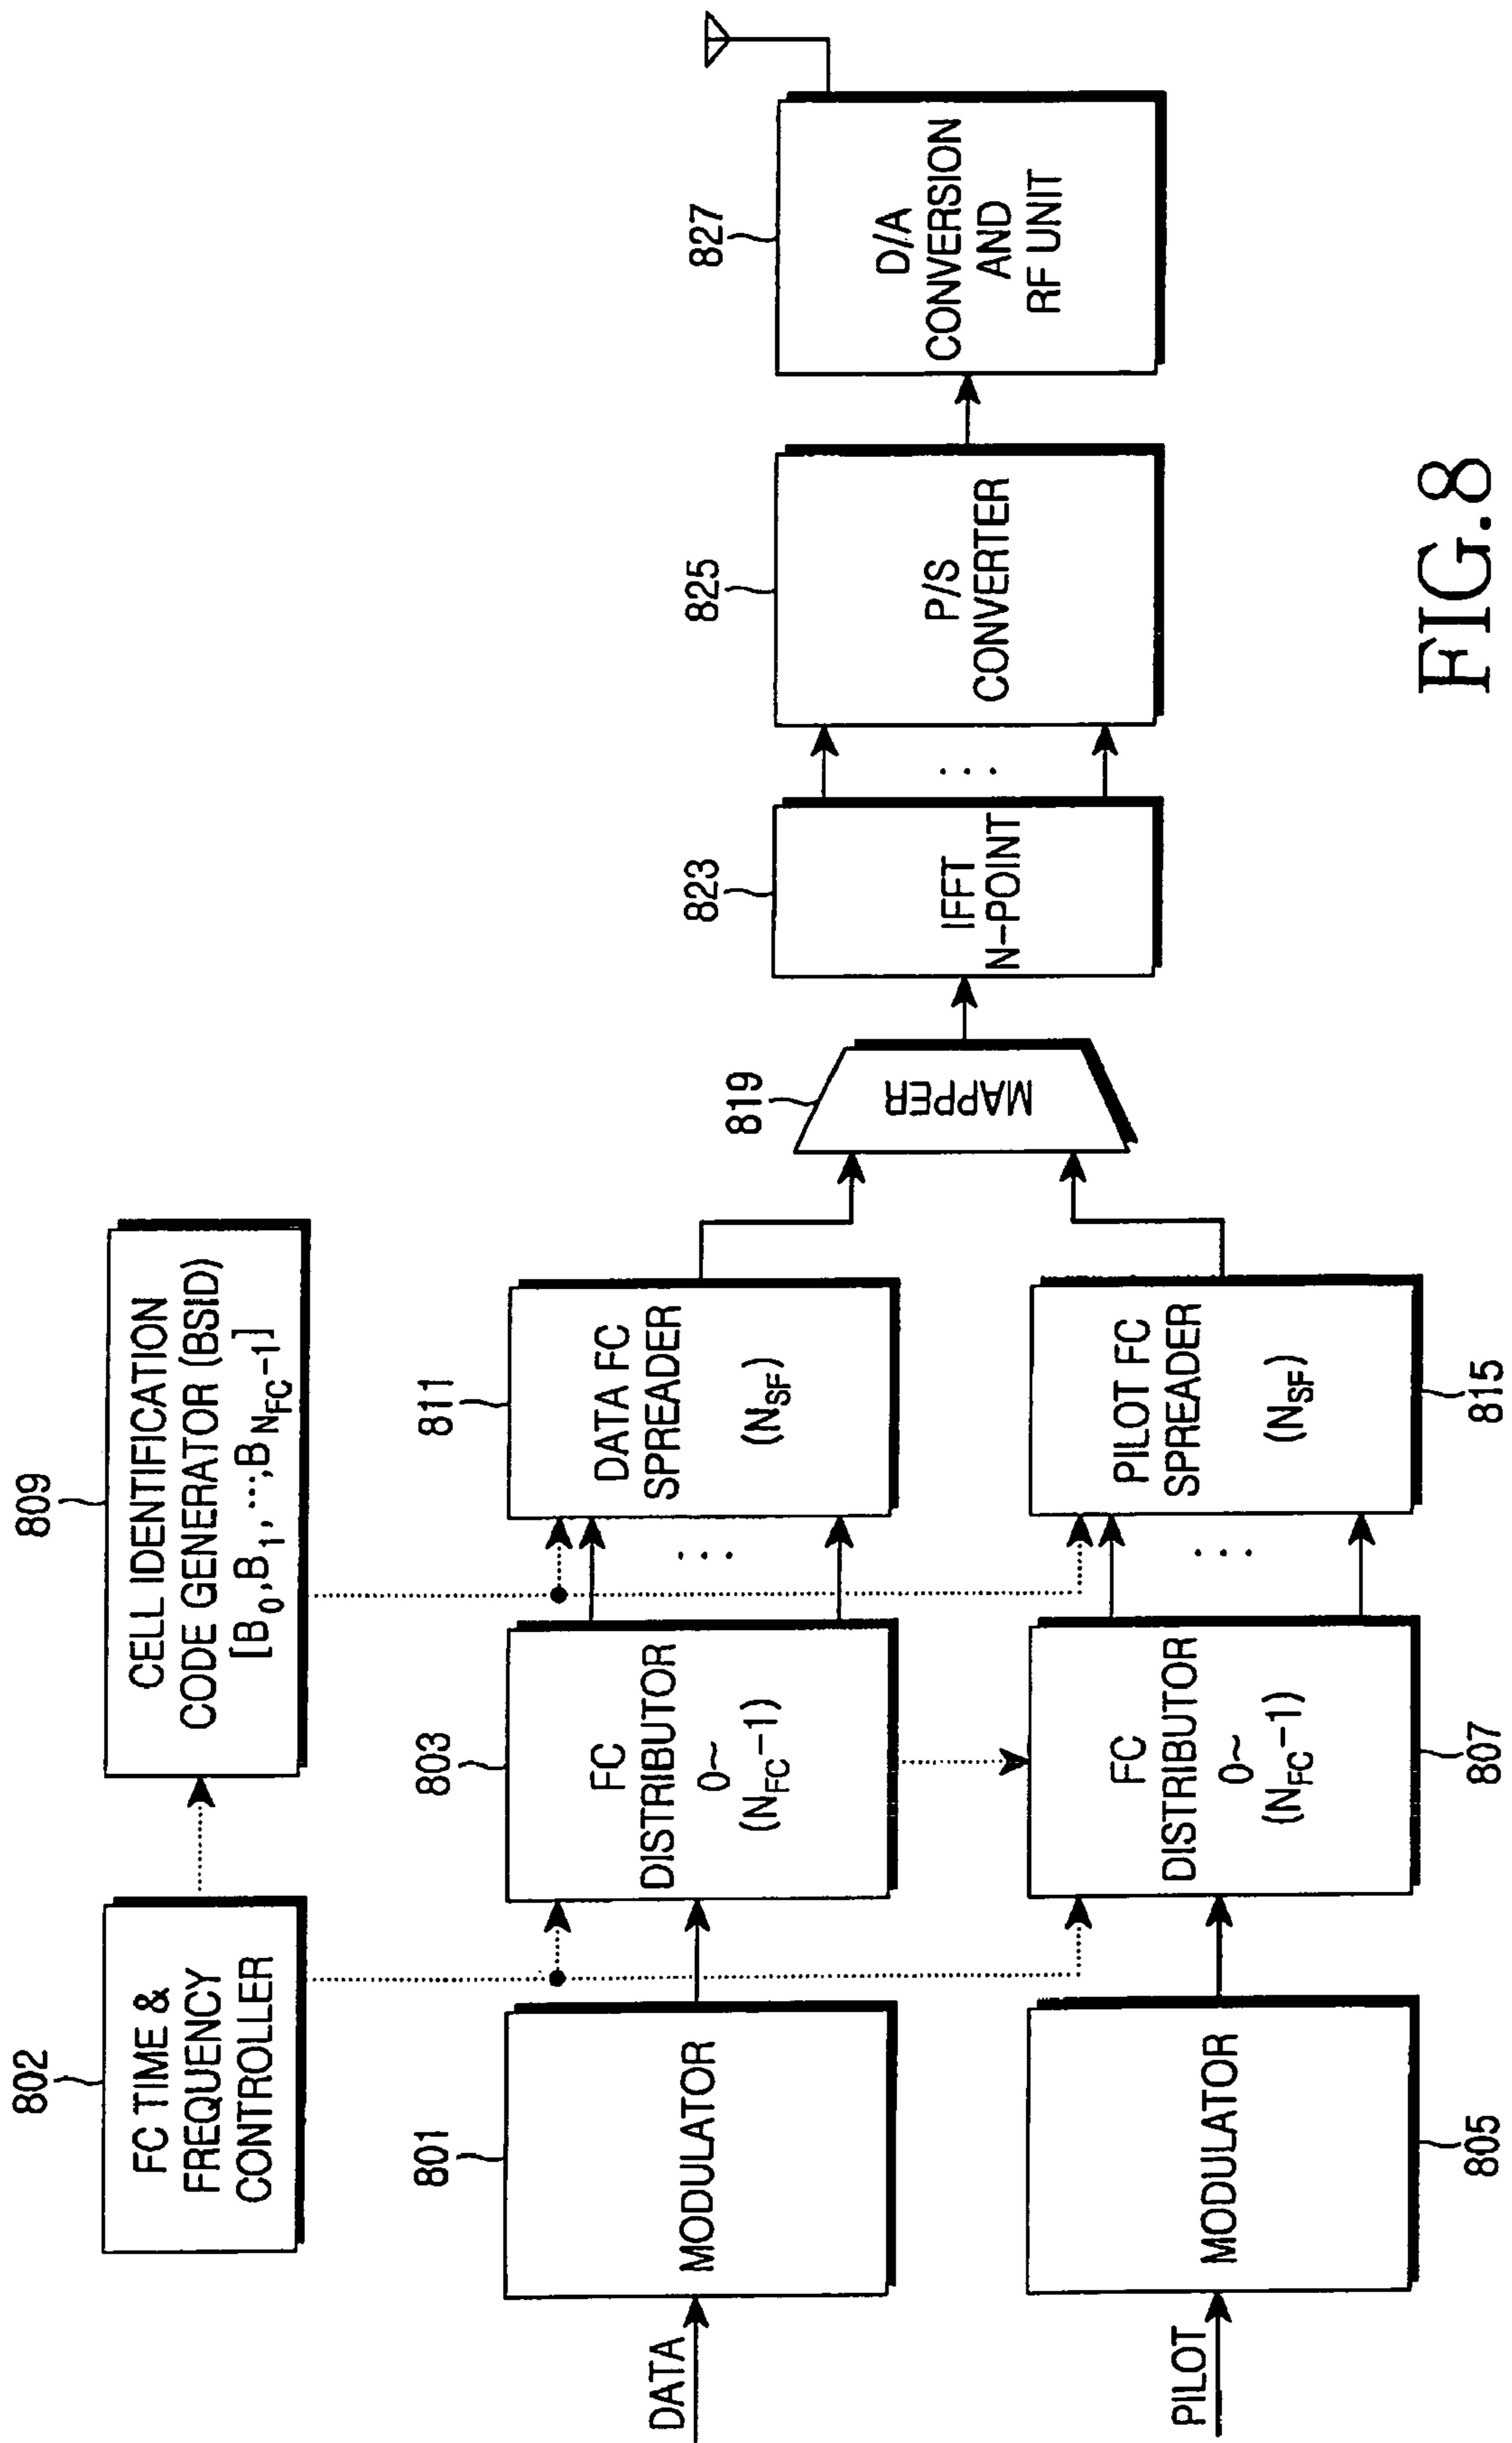 802
FC TIME &
FREQUENCY
CONTROLLER
809
CELL IDENTIFICATION
CODE GENERATOR (BSID)
[B0,B1,···,BNFC-1]
DATA
801
MODULATOR
803
FC
DISTRIBUTOR
0~
(NFC-1)
811
DATA FC
SPREADER
(NSF)
PILOT
MODULATOR
805
FC
DISTRIBUTOR
0~
(NFC-1)
807
PILOT FC
SPREADER
(NSF)
815
819
MAPPER
823
IFFT
N-POINT
825
P/S
CONVERTER
827
D/A
CONVERSION
AND
RF UNIT
FIG.8